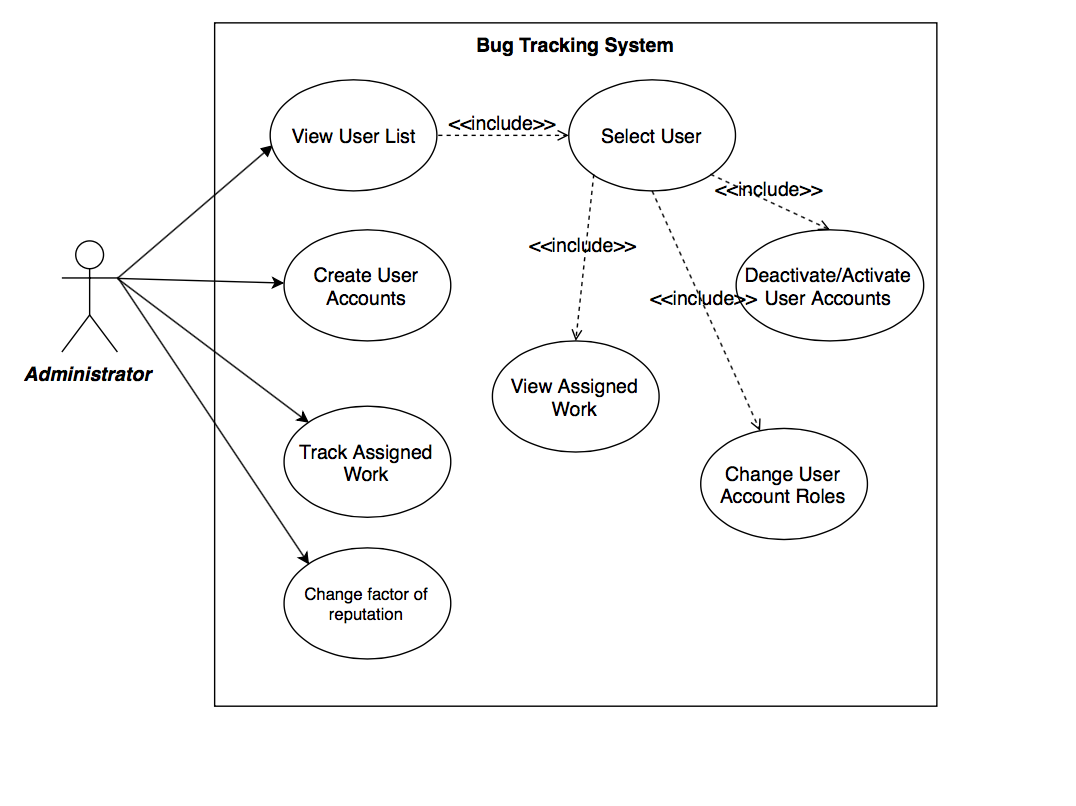 Bug Tracking System
View User List
<<include>>
Select User
<<include>>
<<include>>
Create User
Accounts
Deactivate/Activate
User Accounts
<<include>>
Administrator
View Assigned
Work
Track Assigned
Work
Change User
Account Roles
Change factor of
reputation